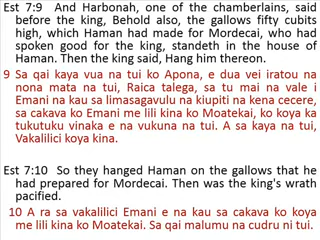 Est 7:9 And Harbonah, one of the chamberlains, said
before the king, Behold also, the gallows fifty cubits
high, which Haman had made for Mordecai, who had
spoken good for the king, standeth in the house of
Haman. Then the king said, Hang him thereon.
9 Sa qai kaya vua na tui ko Apona, e dua vei iratou na
nona mata na tui, Raica talega, sa tu mai na vale i
Emani na kau sa limasagavulu na kiupiti na kena cecere,
sa cakava ko Emani me lili kina ko Moatekai, ko koya ka
tukutuku vinaka e na vukuna na tui. A sa kaya na tui,
Vakalilici koya kina.
Est 7:10 So they hanged Haman on the gallows that he
had prepared for Mordecai. Then was the king's wrath
pacified.
10 A ra sa vakalilici Emani e na kau sa cakava ko koya
me lili kina ko Moatekai. Sa qai malumu na cudru ni tui.